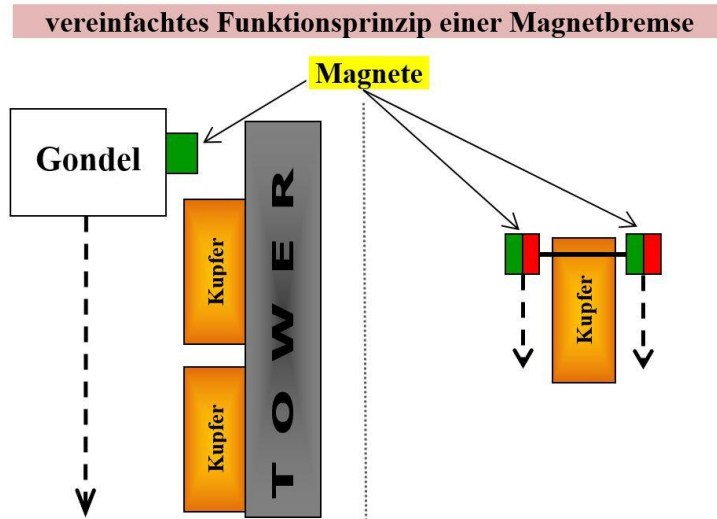 vereinfachtes Funktionsprinzip einer Magnetbremse
Magnete
Gondel
Kupfer
Kupfer
TOWER
Kupfer